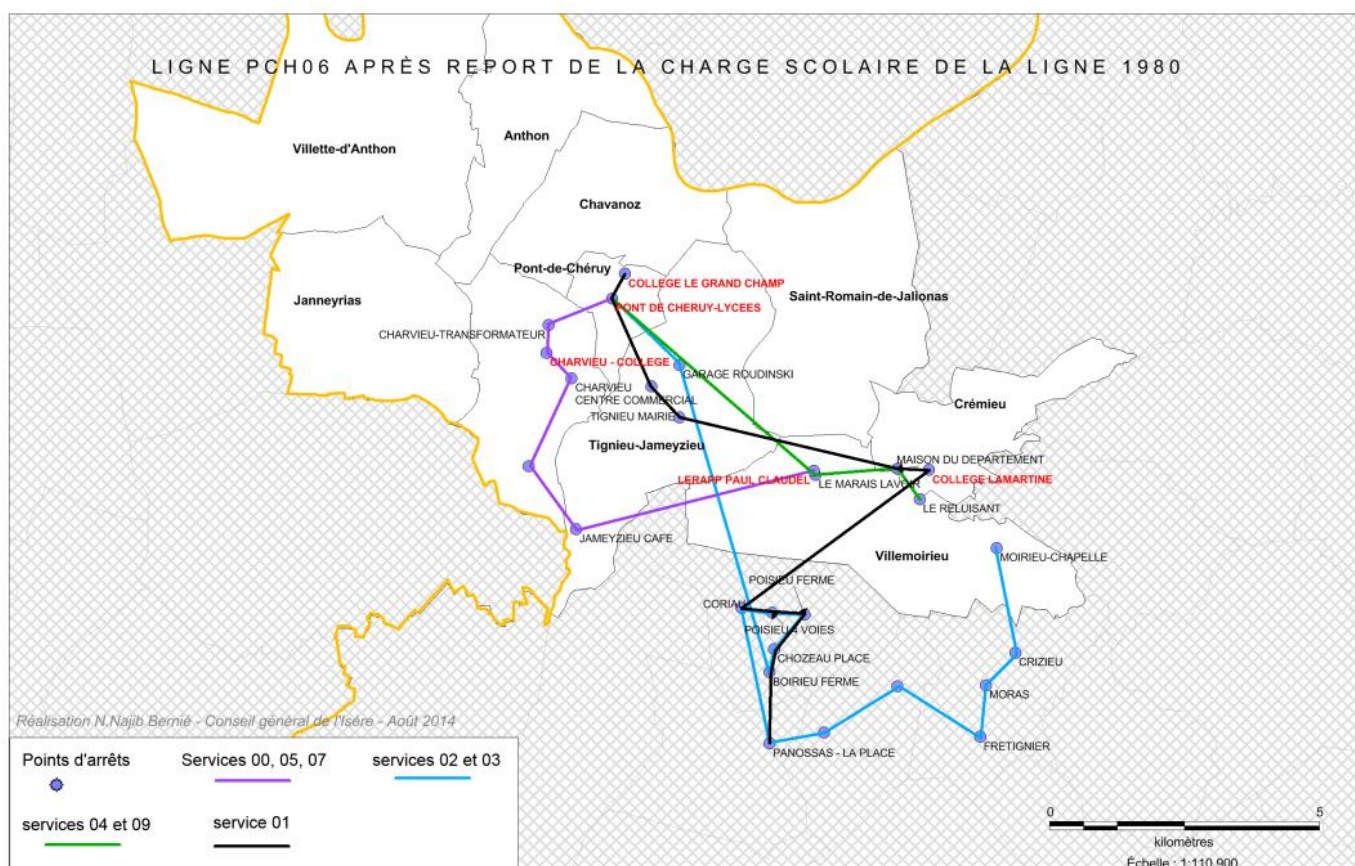 LIGNE PCH06 APRÈS REPORT DE LA CHARGE SCOLAIRE DE LA LIGNE 1980
Anthon
Villette-d'Anthon
Chavanoz
Pont-de-Chéruy
COLLEGE LE GRAND CHAMP
Janneyrias
Saint-Romain-de-Jalionas
PONT DE CHERUY-LYCEES
CHARVIEU-TRANSFORMATEUR
CHARVIEU - COLLEGE
GARAGE ROUDINSKI
CHARVIEU
CENTRE COMMERCIAL
Crémieu
TIGNIEU MAIRIE
Tignieu-Jameyzieu
MAISON DU DEPARTEMENT
LERAPP PAUL CLAUDEL
LE MARAIS LAVOIR
COLLEGE LAMARTINE
LE RELUISANT
JAMEYZIEU CAFE
Villemoirieu
MOIRIEU-CHAPELLE
POISIEU FERME
CORIAU
POISIEU 4 VOIES
CHOZEAU PLACE
CRIZIEU
BOIRIEU FERME
MORAS
Réalisation N.Najib Bernié - Conseil général de l'Isère - Août 2014
FRETIGNIER
PANOSSAS - LA PLACE
Points d'arrêts
Services 00, 05, 07
services 02 et 03
services 04 et 09
service 01
0
5
kilomètres
Échelle : 1:110 900